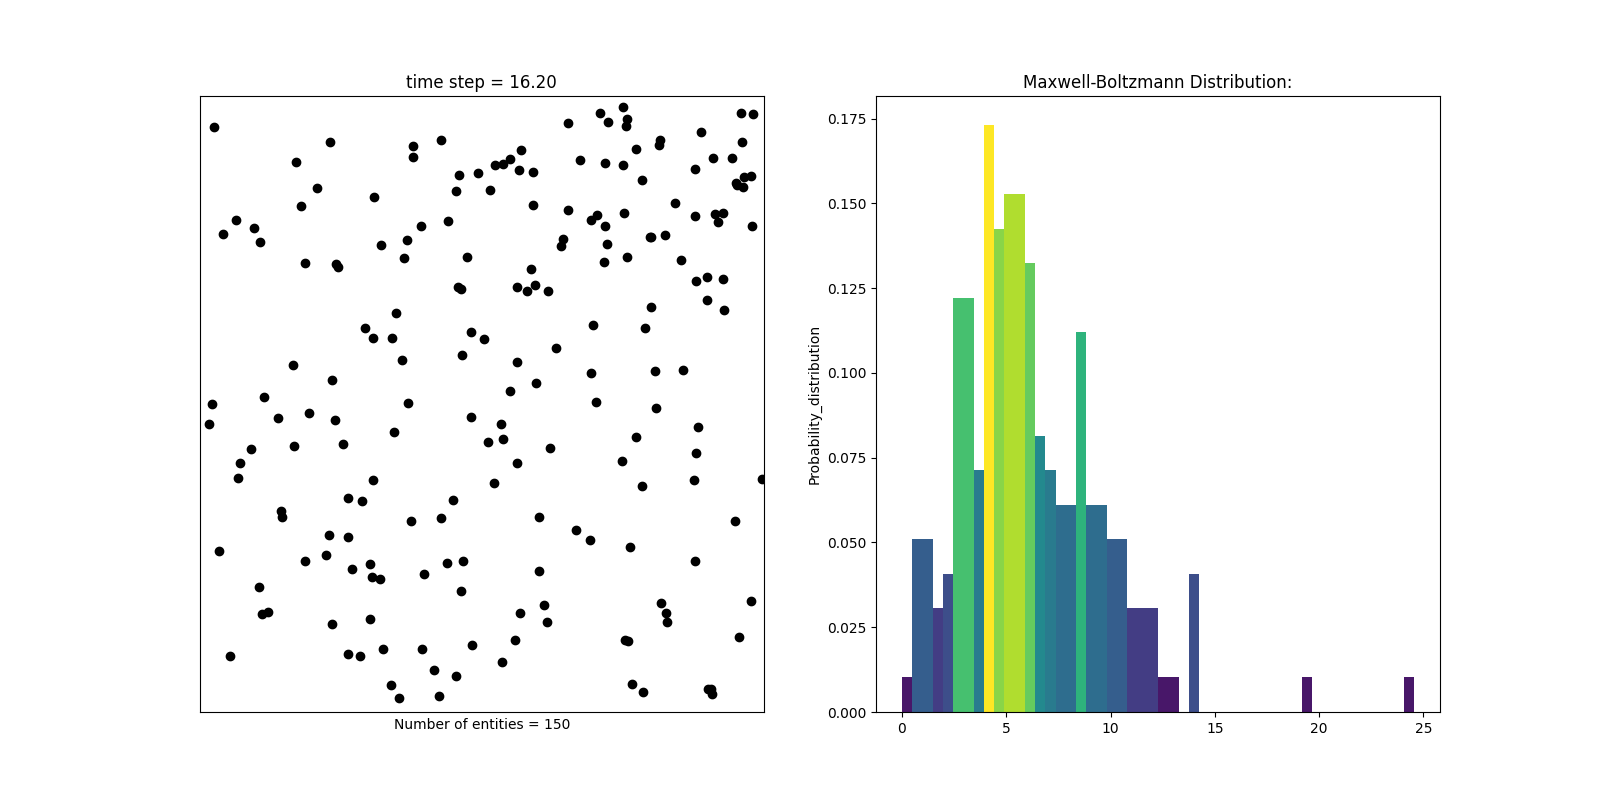 time step = 16.20
Number of entities = 150
Maxwell-Boltzmann Distribution:
Probability_distribution
0.175
0.150
0.125
0.100
0.075
0.050
0.025
0.000
0 5 10 15 20 25